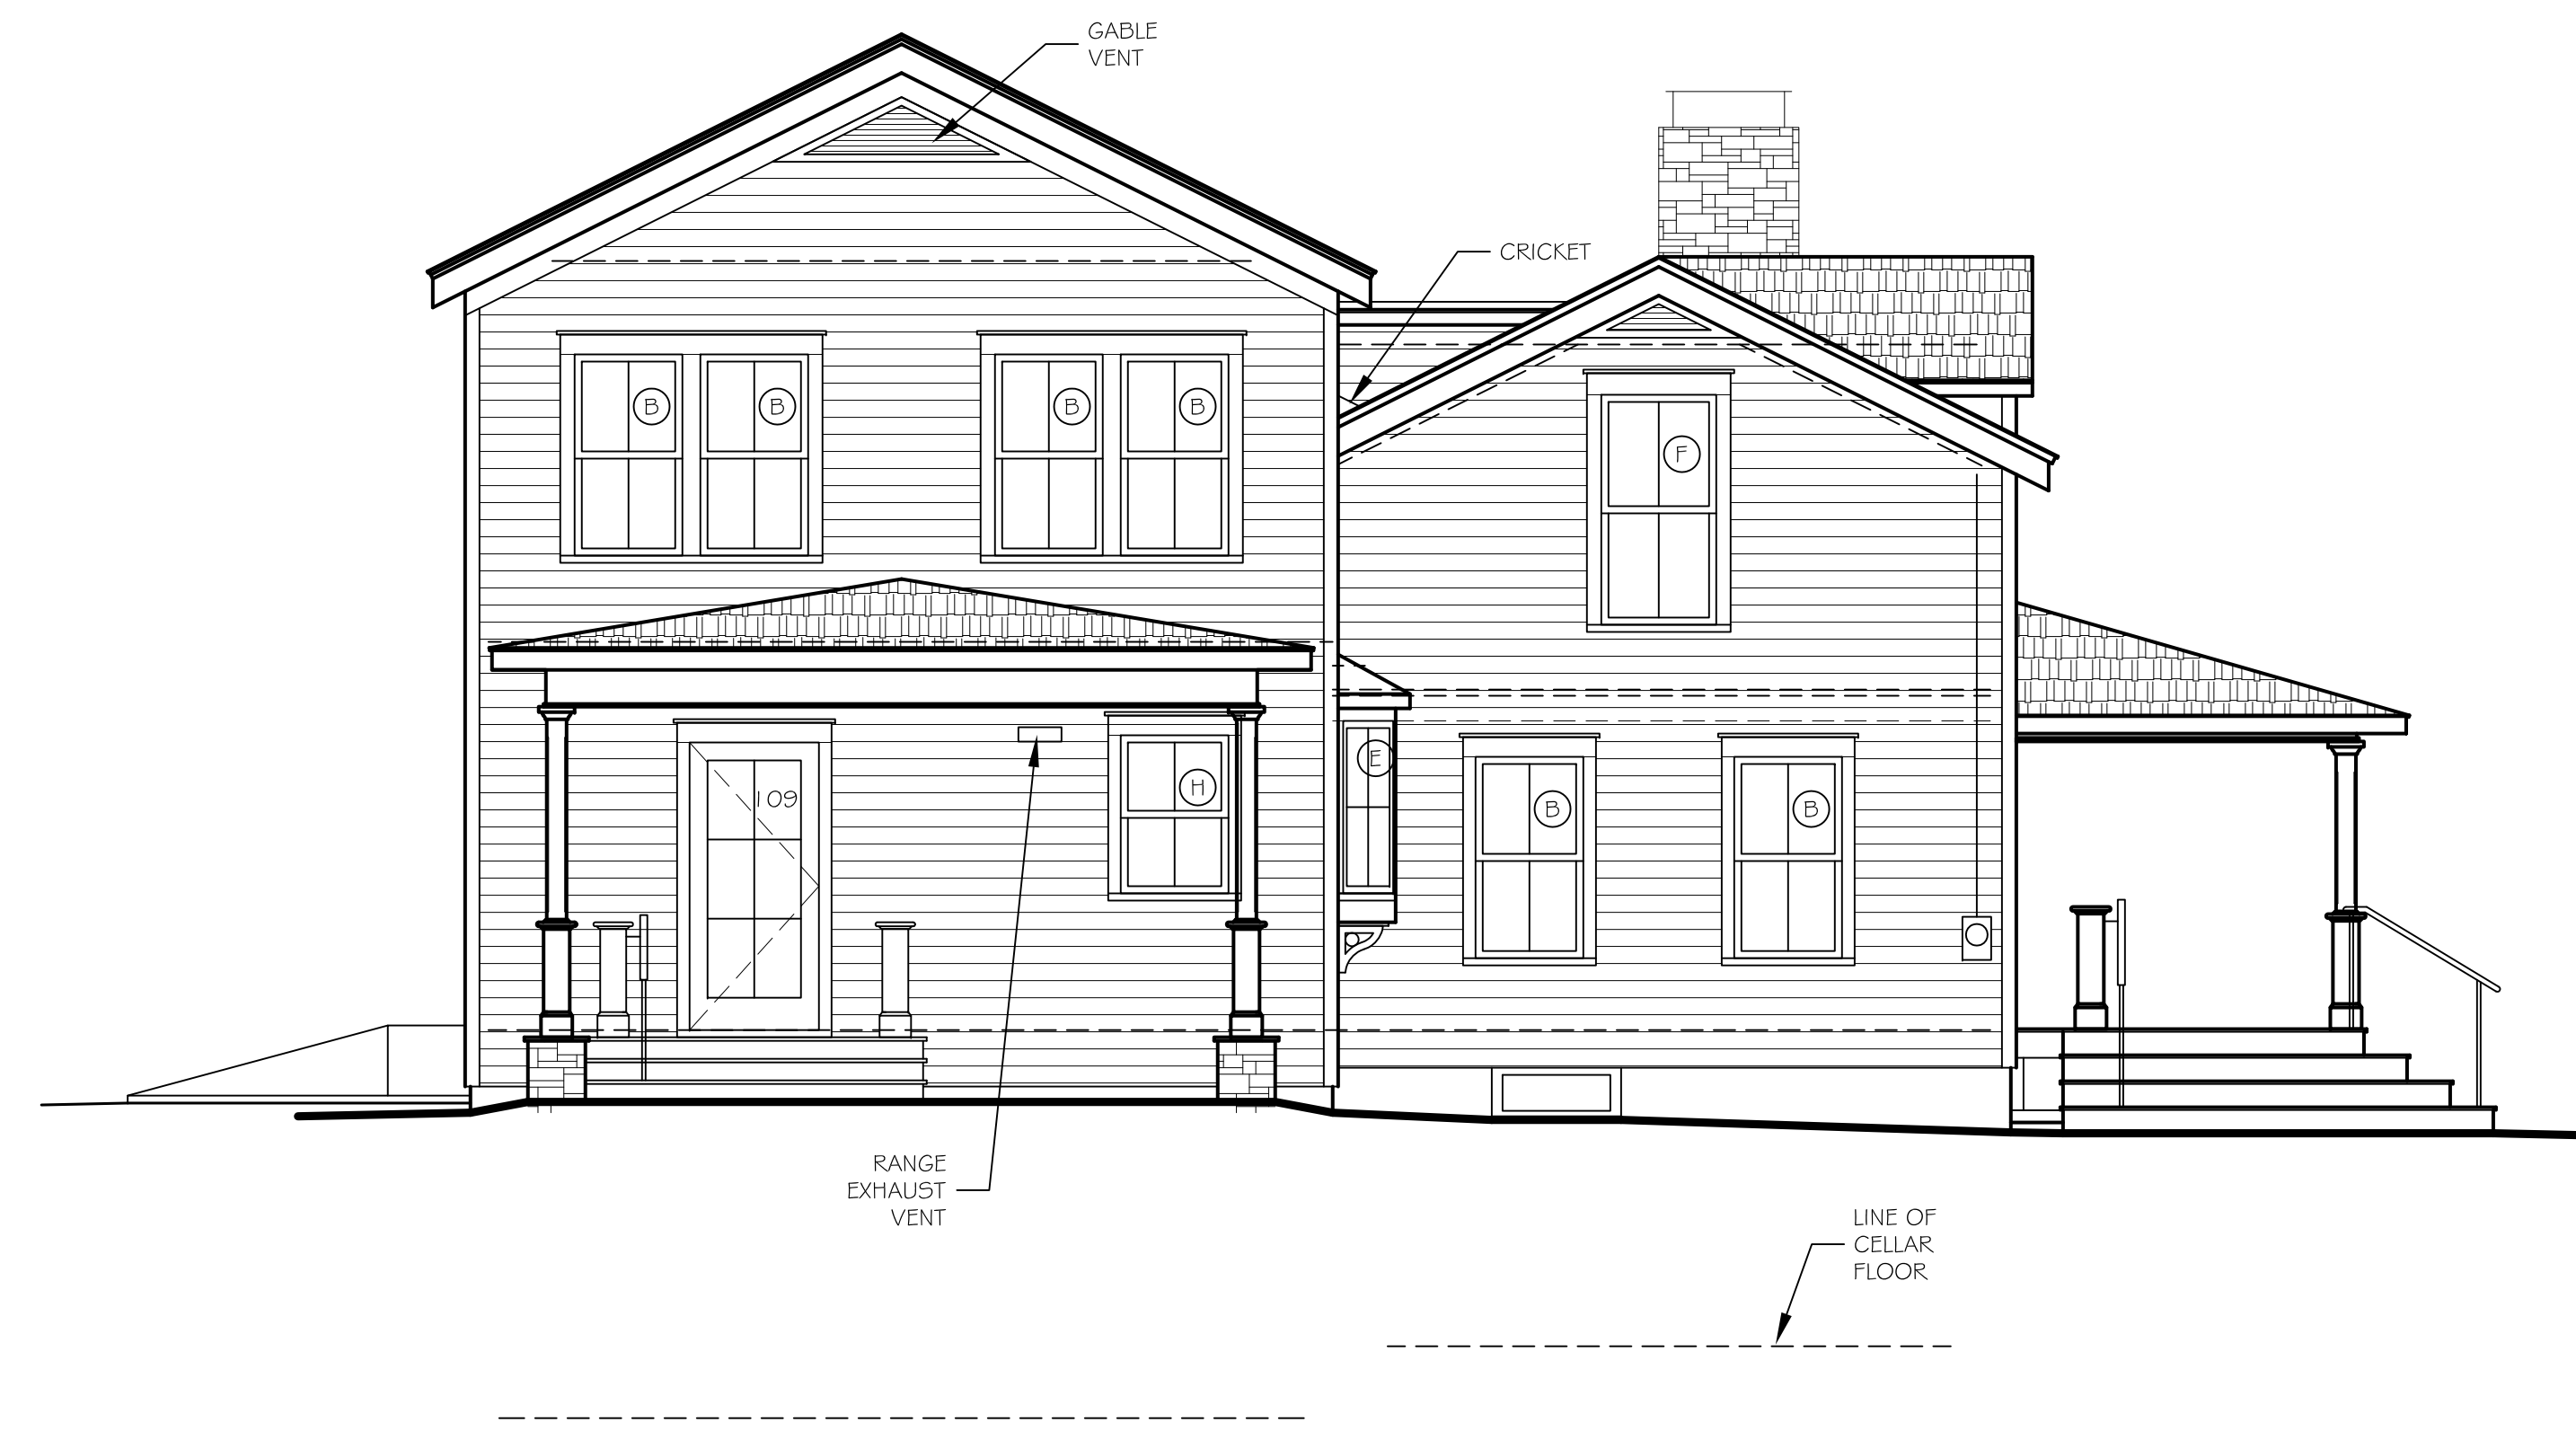 GABLE
VENT
CRICKET
B
B
B
B
F
E
H
109
B
B
RANGE
EXHAUST
VENT
LINE OF
CELLAR
FLOOR